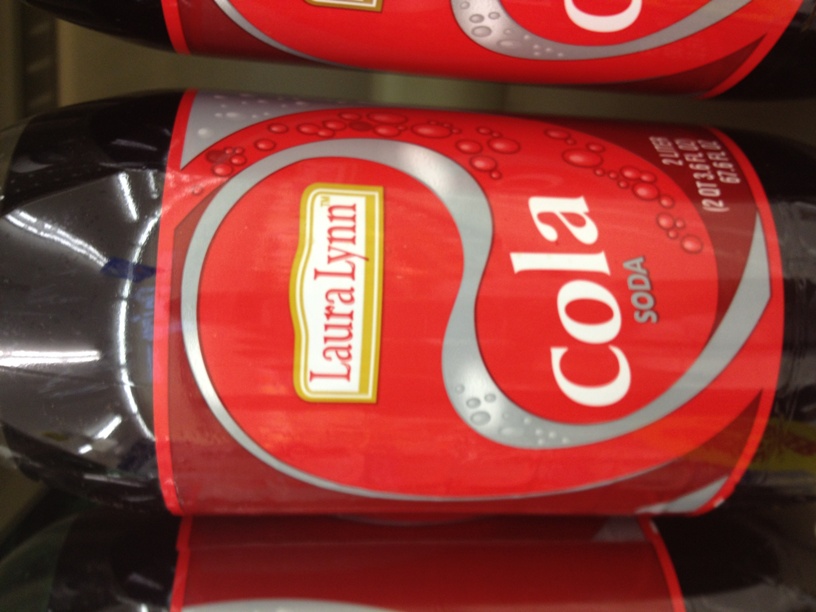 Laura Lynn™
Cola
SODA
2 LITER
(2 QT 3.6 FL OZ)
67.6 FL OZ